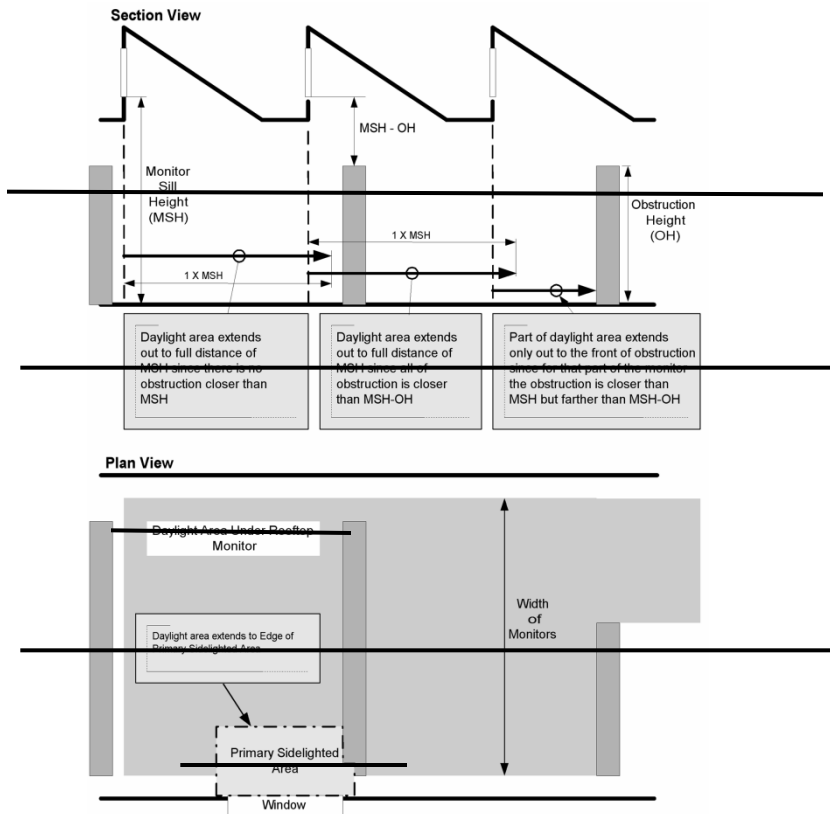 Section View
MSH - OH
Monitor
Sill
Height
(MSH)
Obstruction
Height
(OH)
1 X MSH
1 X MSH
Daylight area extends
out to full distance of
MSH since there is no
obstruction closer than
MSH
Daylight area extends
out to full distance of
MSH since all of
obstruction is closer
than MSH-OH
Part of daylight area extends
only out to the front of obstruction
since for that part of the monitor
the obstruction is closer than
MSH but farther than MSH-OH
Plan View
Daylight Area Under Rooftop
Monitor
Width
of
Monitors
Daylight area extends to Edge of
Primary Sidelighted Area
Primary Sidelighted
Area
Window